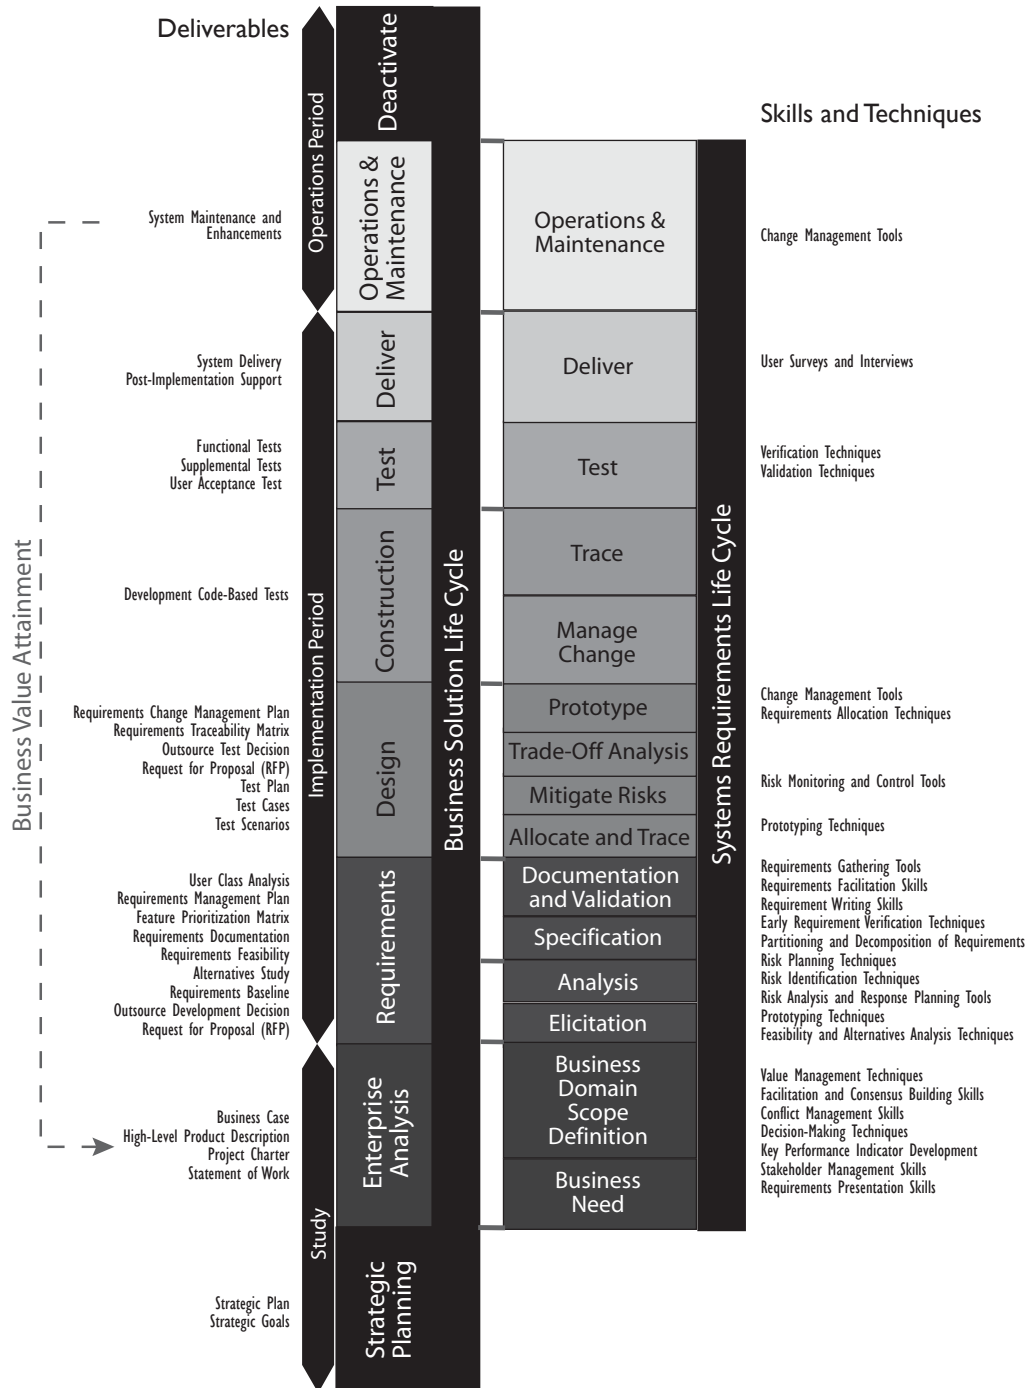 Deliverables
System Maintenance and
Enhancements
System Delivery
Post-Implementation Support
Functional Tests
Supplemental Tests
User Acceptance Test
Development Code-Based Tests
Requirements Change Management Plan
Requirements Traceability Matrix
Outsource Test Decision
Request for Proposal (RFP)
Test Plan
Test Cases
Test Scenarios
User Class Analysis
Requirements Management Plan
Feature Prioritization Matrix
Requirements Documentation
Requirements Feasibility
Alternatives Study
Requirements Baseline
Outsource Development Decision
Request for Proposal (RFP)
Business Case
High-Level Product Description
Project Charter
Statement of Work
Strategic Plan
Strategic Goals
Business Value Attainment
Operations Period
Implementation Period
Study
Deactivate
Operations &
Maintenance
Deliver
Test
Construction
Design
Requirements
Enterprise
Analysis
Strategic
Planning
Business Solution Life Cycle
Operations &
Maintenance
Deliver
Test
Trace
Manage
Change
Prototype
Trade-Off Analysis
Mitigate Risks
Allocate and Trace
Documentation
and Validation
Specification
Analysis
Elicitation
Business
Domain
Scope
Definition
Business
Need
Systems Requirements Life Cycle
Skills and Techniques
Change Management Tools
User Surveys and Interviews
Verification Techniques
Validation Techniques
Change Management Tools
Requirements Allocation Techniques
Risk Monitoring and Control Tools
Prototyping Techniques
Requirements Gathering Tools
Requirements Facilitation Skills
Requirement Writing Skills
Early Requirement Verification Techniques
Partitioning and Decomposition of Requirements
Risk Planning Techniques
Risk Identification Techniques
Risk Analysis and Response Planning Tools
Prototyping Techniques
Feasibility and Alternatives Analysis Techniques
Value Management Techniques
Facilitation and Consensus Building Skills
Conflict Management Skills
Decision-Making Techniques
Key Performance Indicator Development
Stakeholder Management Skills
Requirements Presentation Skills